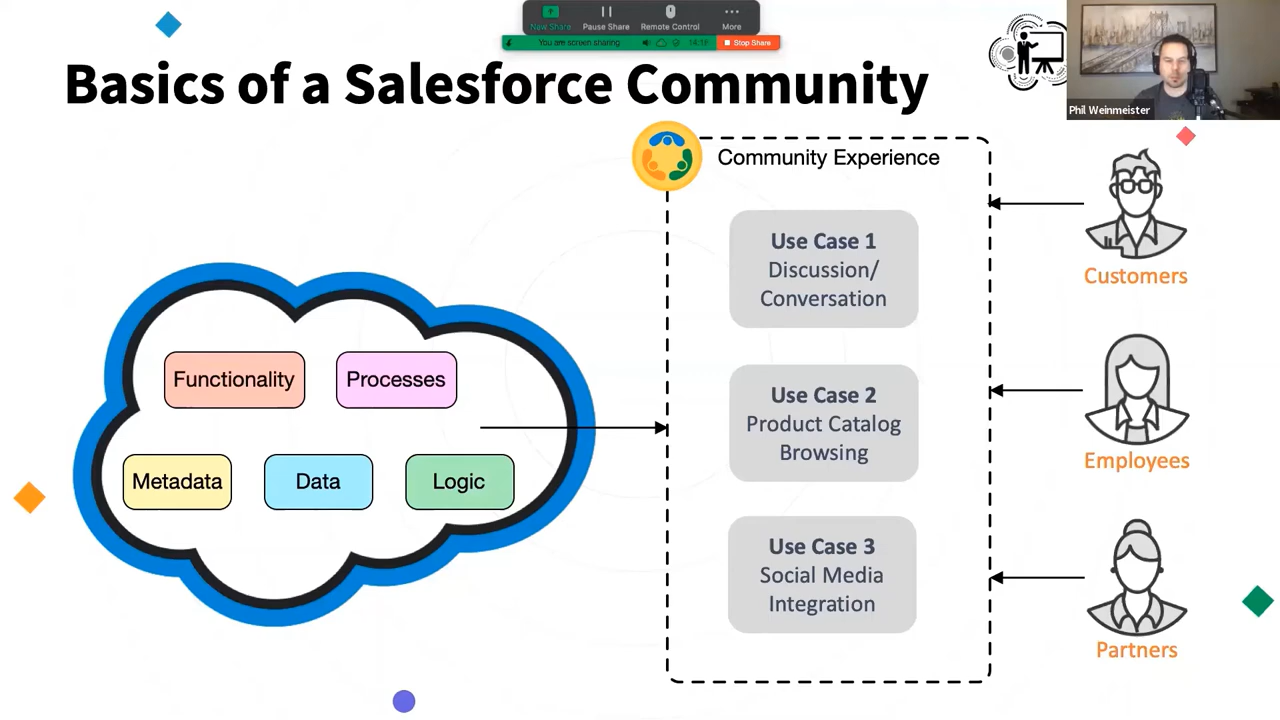 New Share
Pause Share
Remote Control
More
You are screen sharing
14:16
Stop Share
Basics of a Salesforce Community
Phil Weinmeister
Community Experience
Use Case 1
Discussion/
Conversation
Use Case 2
Product Catalog
Browsing
Use Case 3
Social Media
Integration
Functionality
Processes
Metadata
Data
Logic
Customers
Employees
Partners